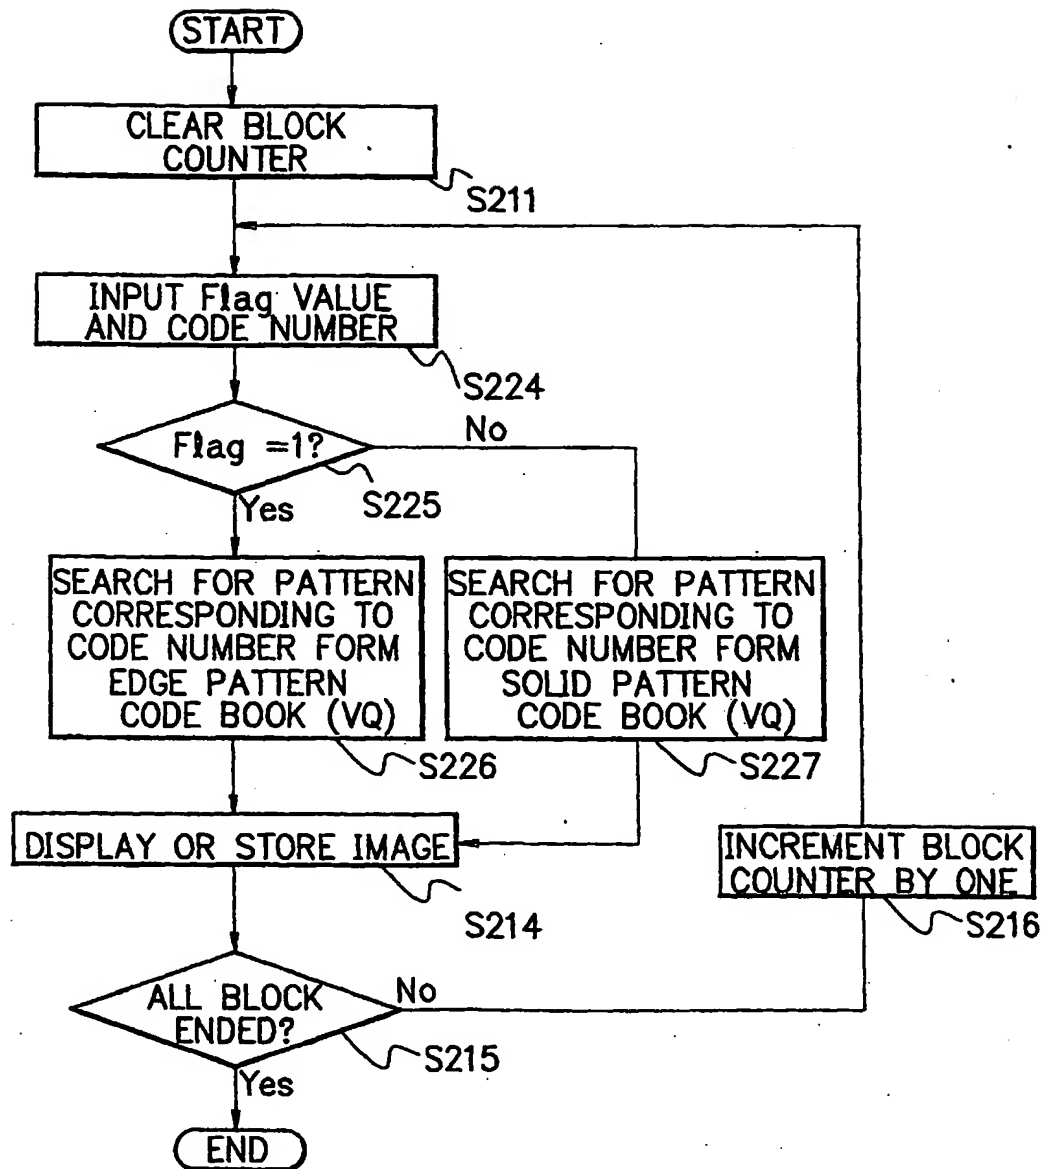 START
CLEAR BLOCK
COUNTER
S211
INPUT Flag VALUE
AND CODE NUMBER
S224
Flag =1?
No
S225
Yes
SEARCH FOR PATTERN
CORRESPONDING TO
CODE NUMBER FORM
EDGE PATTERN
CODE BOOK (VQ)
S226
SEARCH FOR PATTERN
CORRESPONDING TO
CODE NUMBER FORM
SOLID PATTERN
CODE BOOK (VQ)
S227
DISPLAY OR STORE IMAGE
S214
INCREMENT BLOCK
COUNTER BY ONE
S216
ALL BLOCK
ENDED?
No
S215
Yes
END